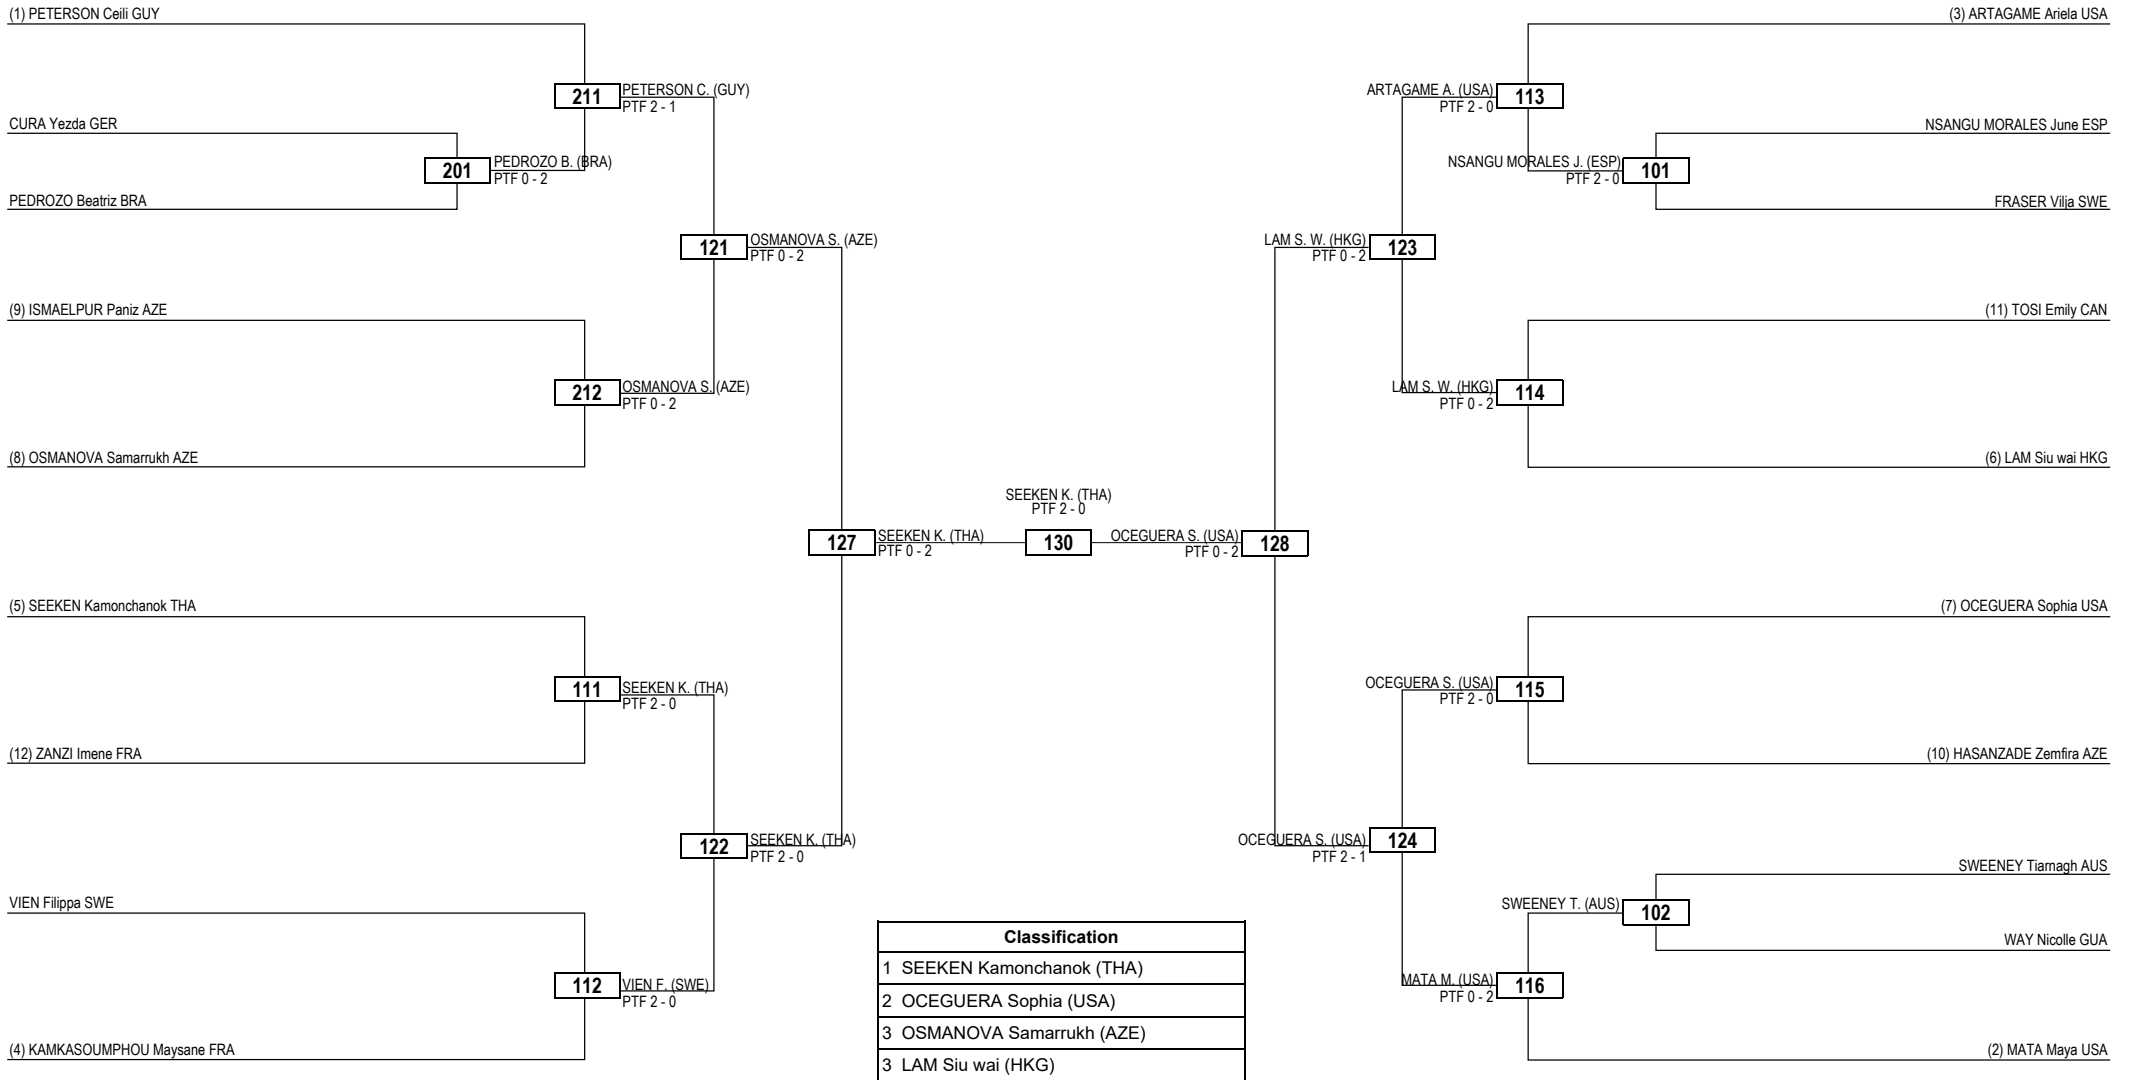 (1) PETERSON Ceili GUY
211
PETERSON C. (GUY)
PTF 2 - 1
CURA Yezda GER
201
PEDROZO B. (BRA)
PTF 0 - 2
PEDROZO Beatriz BRA
121
OSMANOVA S. (AZE)
PTF 0 - 2
(9) ISMAELPUR Paniz AZE
212
OSMANOVA S. (AZE)
PTF 0 - 2
(8) OSMANOVA Samarrukh AZE
127
SEEKEN K. (THA)
PTF 0 - 2
(5) SEEKEN Kamonchanok THA
111
SEEKEN K. (THA)
PTF 2 - 0
(12) ZANZI Imene FRA
122
SEEKEN K. (THA)
PTF 2 - 0
VIEN Filippa SWE
112
VIEN F. (SWE)
PTF 2 - 0
(4) KAMKASOUMPHOU Maysane FRA
SEEKEN K. (THA)
PTF 2 - 0
130
(3) ARTAGAME Ariela USA
ARTAGAME A. (USA)
PTF 2 - 0
113
NSANGU MORALES June ESP
NSANGU MORALES J. (ESP)
PTF 2 - 0
101
FRASER Vilja SWE
LAM S. W. (HKG)
PTF 0 - 2
123
(11) TOSI Emily CAN
LAM S. W. (HKG)
PTF 0 - 2
114
(6) LAM Siu wai HKG
OCEGUERA S. (USA)
PTF 0 - 2
128
(7) OCEGUERA Sophia USA
OCEGUERA S. (USA)
PTF 2 - 0
115
(10) HASANZADE Zemfira AZE
OCEGUERA S. (USA)
PTF 2 - 1
124
SWEENEY Tiarnagh AUS
SWEENEY T. (AUS)
102
WAY Nicolle GUA
MATA M. (USA)
PTF 0 - 2
116
(2) MATA Maya USA
Classification
1 SEEKEN Kamonchanok (THA)
2 OCEGUERA Sophia (USA)
3 OSMANOVA Samarrukh (AZE)
3 LAM Siu wai (HKG)